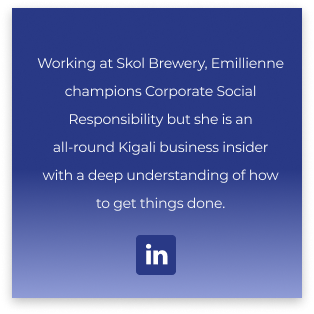 Working at Skol Brewery, Emillienne
champions Corporate Social
Responsibility but she is an
all-round Kigali business insider
with a deep understanding of how
to get things done.
in